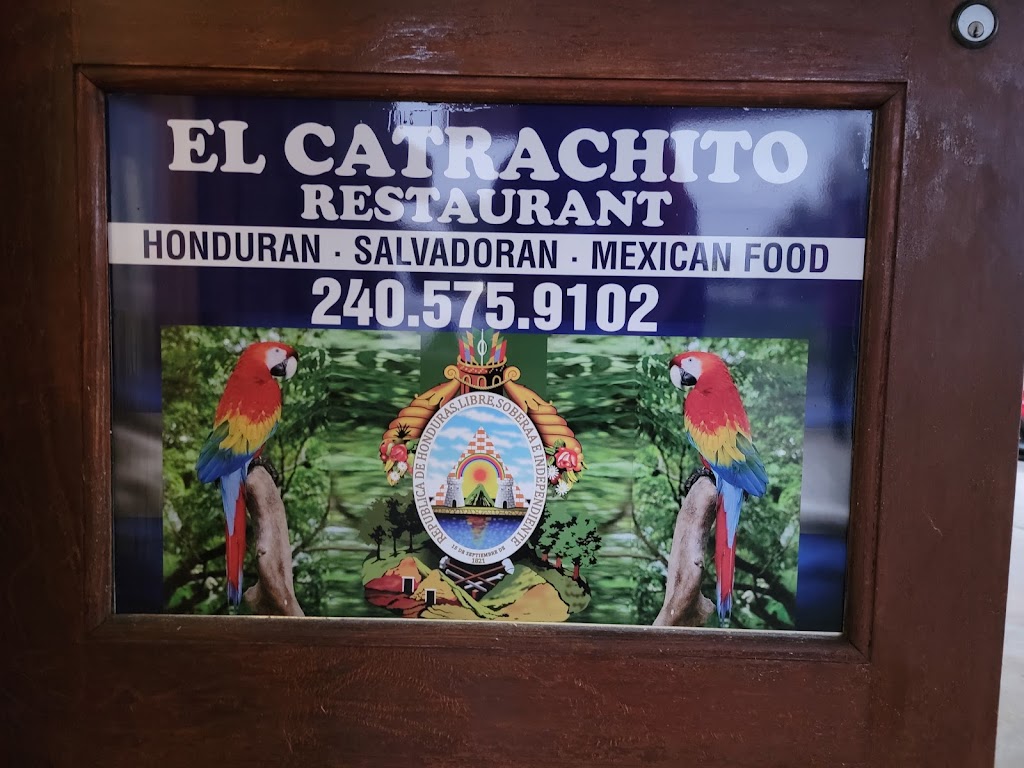 EL CATRACHITO
RESTAURANT
HONDURAN · SALVADORAN · MEXICAN FOOD
240.575.9102
REPUBLICA DE HONDURAS, LIBRE, SOBERAA E INDEPENDIENTE
15 DE SEPTIEMBRE DE
1821